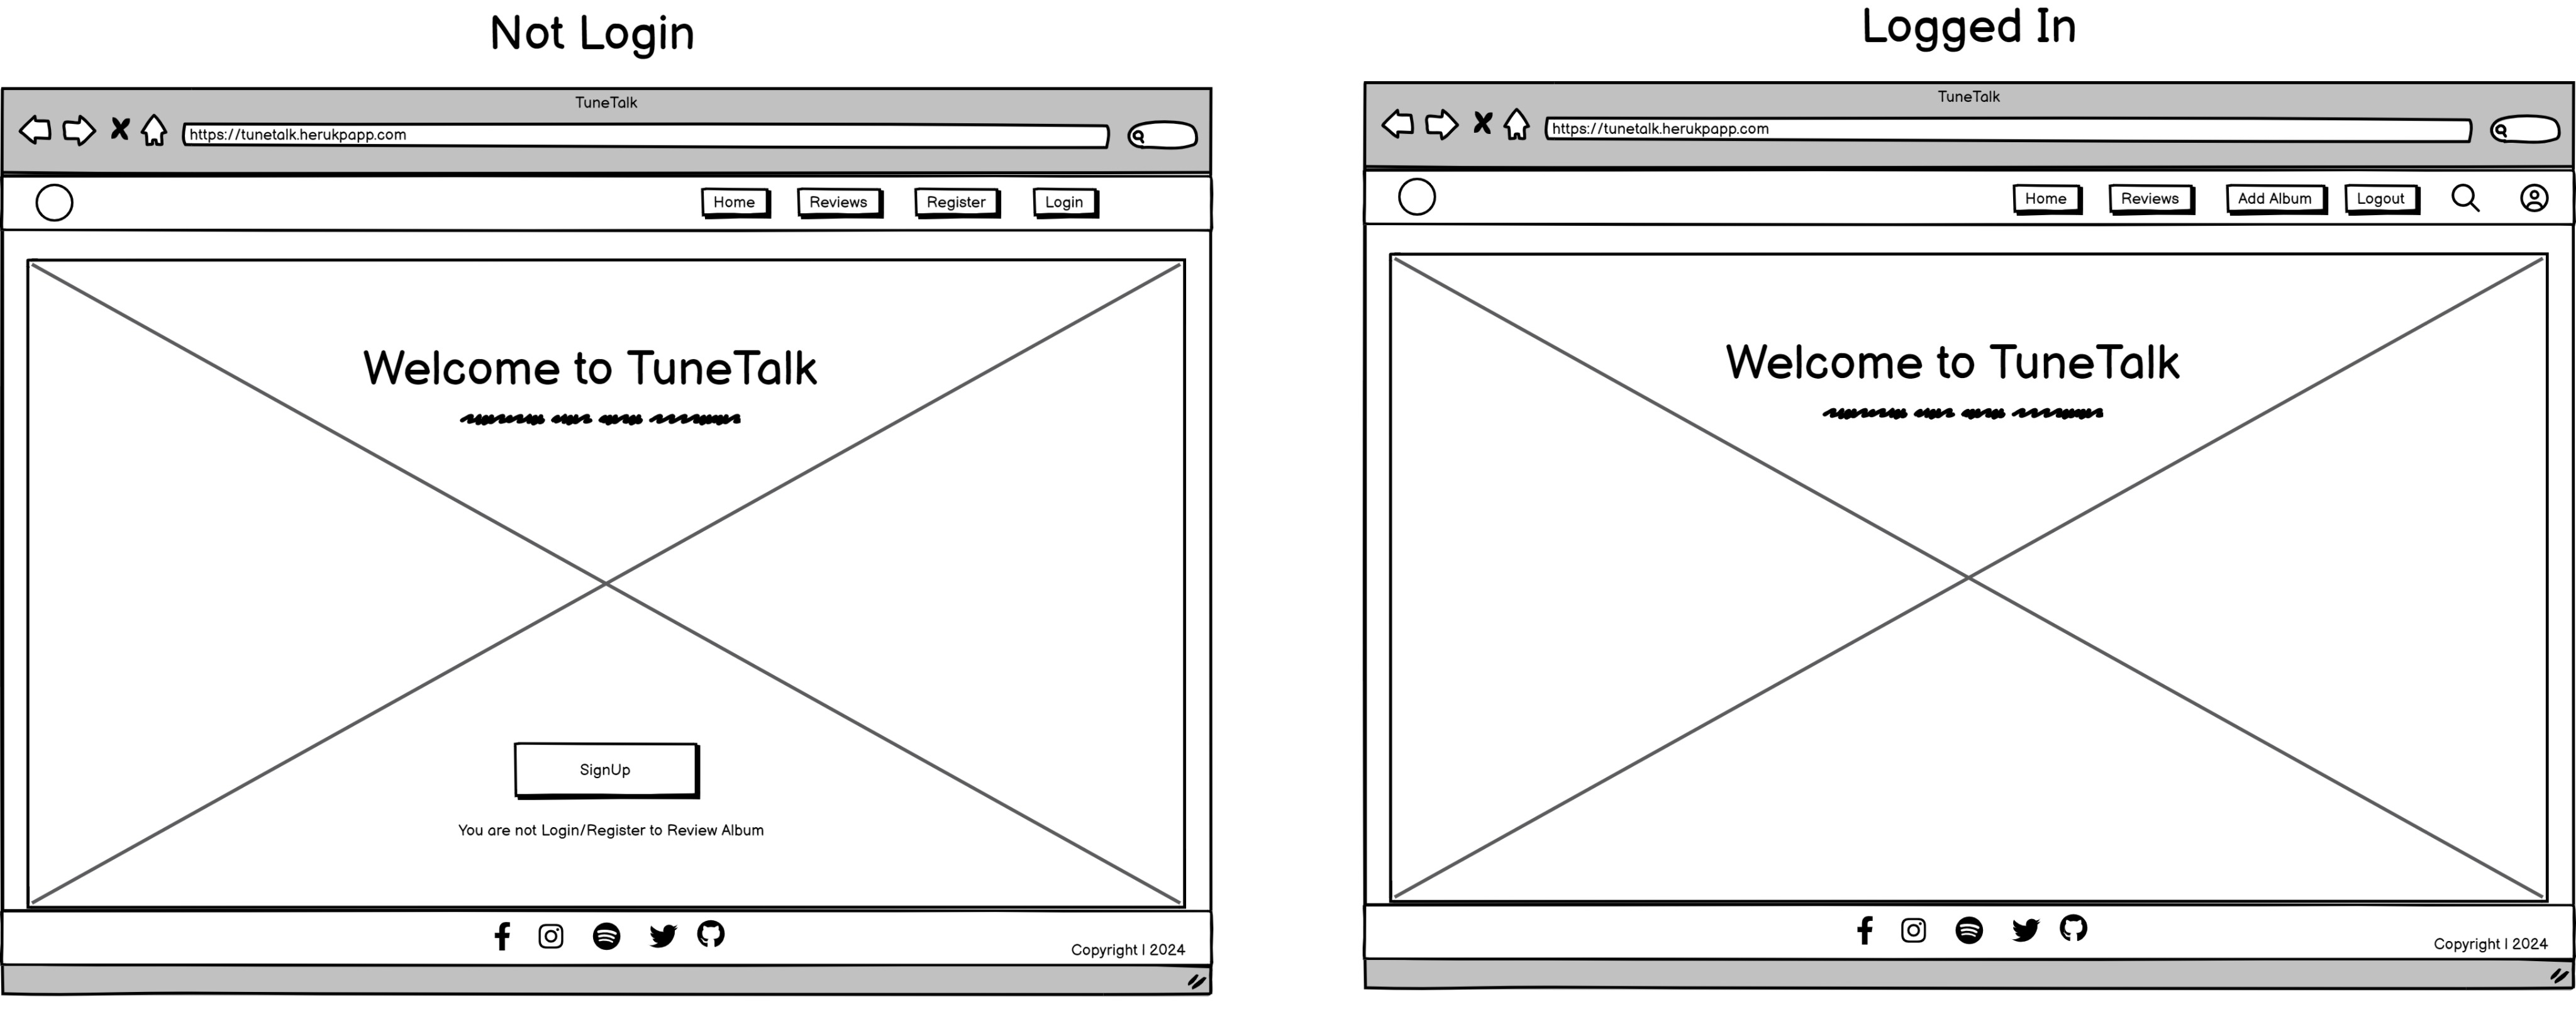 Not Login
TuneTalk
https://tunetalk.herukpapp.com
Home Reviews Register Login
Welcome to TuneTalk
SignUp
You are not Login/Register to Review Album
Copyright | 2024
Logged In
TuneTalk
https://tunetalk.herukpapp.com
Home Reviews Add Album Logout
Welcome to TuneTalk
Copyright | 2024